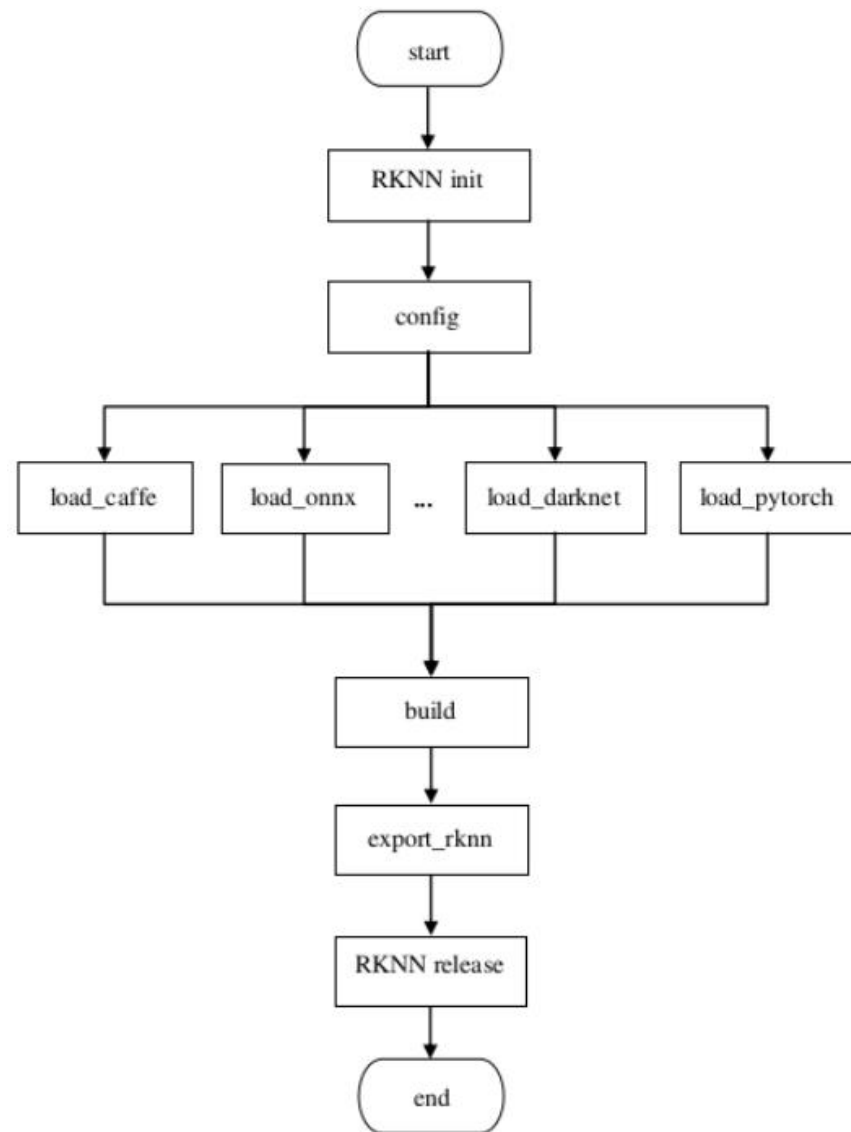 start
RKNN init
config
load_caffe
load_onnx
...
load_darknet
load_pytorch
build
export_rknn
RKNN release
end